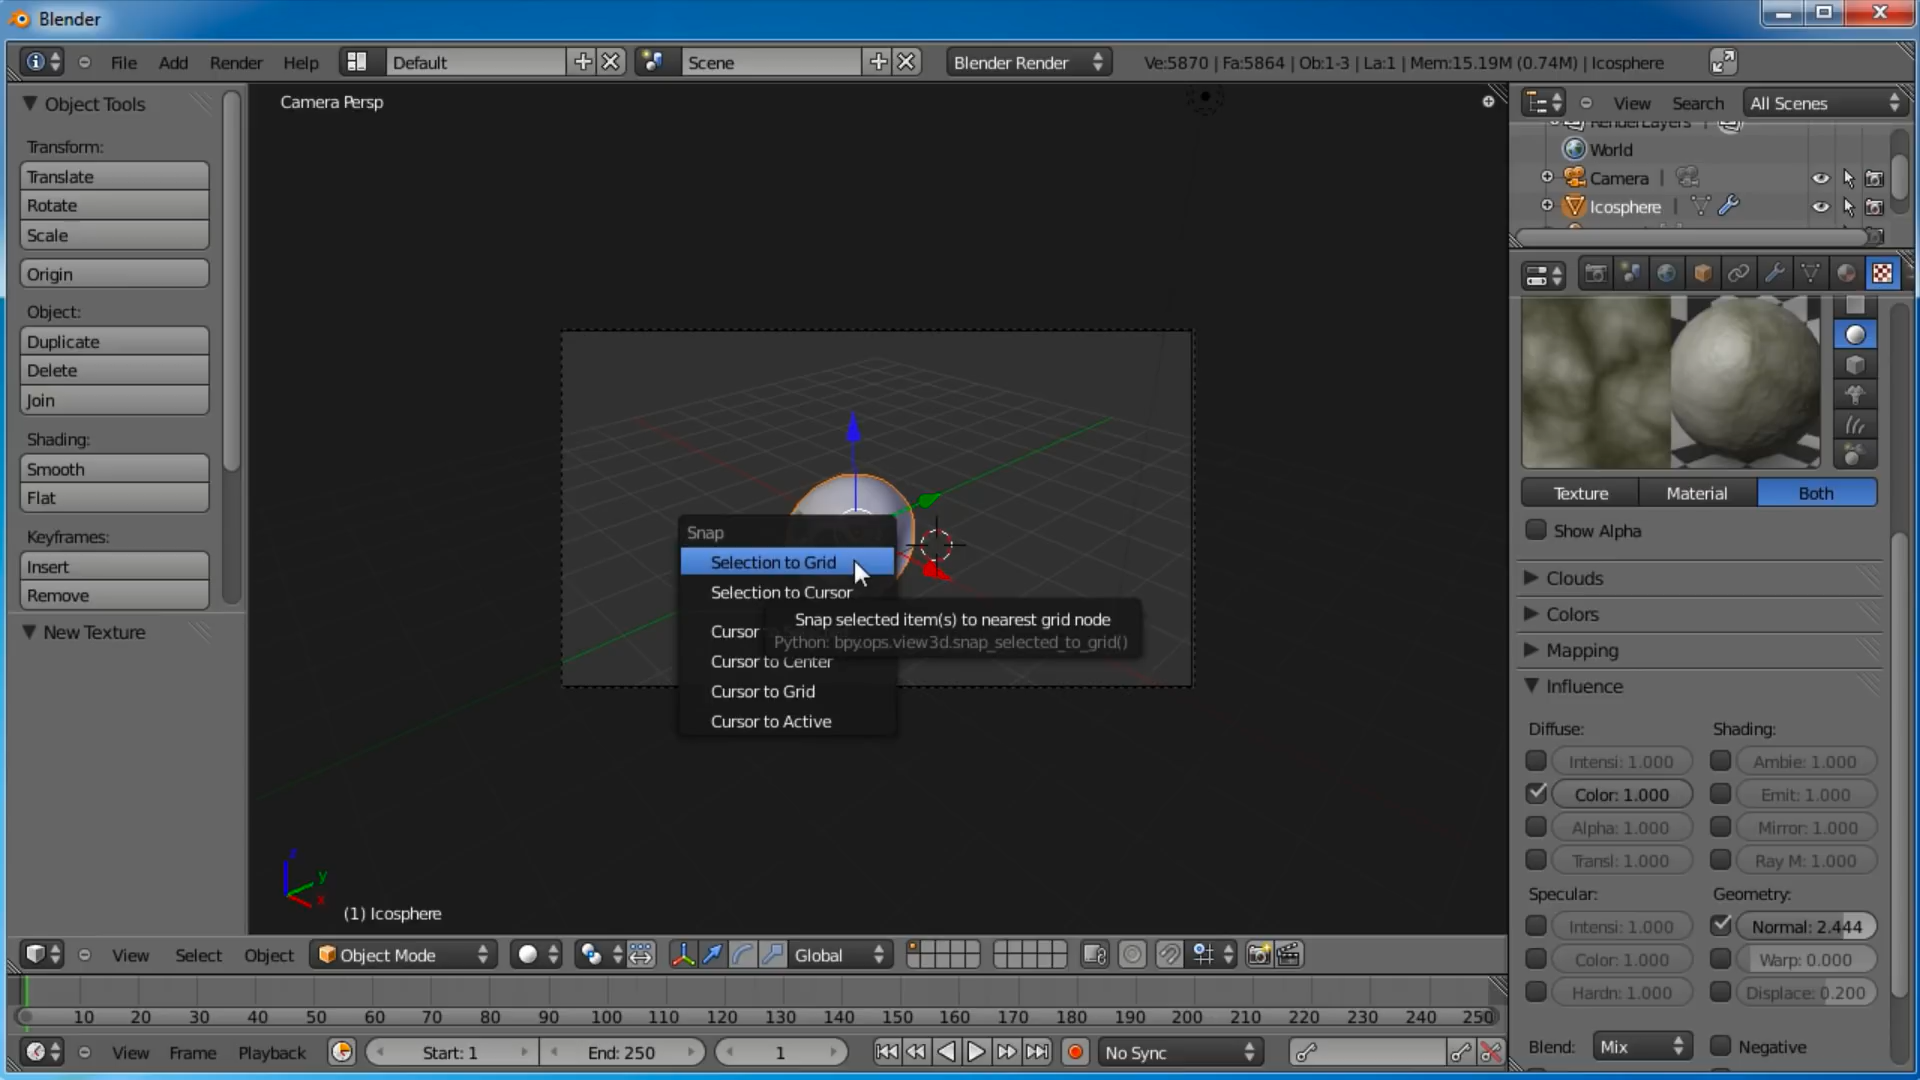 Blender
File Add Render Help Default Scene Blender Render Ve:5870 | Fa:5864 | Ob:1-3 | La:1 | Mem:15.19M (0.74M) | Icosphere
Object Tools
Transform:
Translate
Rotate
Scale
Origin
Object:
Duplicate
Delete
Join
Shading:
Smooth
Flat
Keyframes:
Insert
Remove
New Texture
Camera Persp
Snap
Selection to Grid
Selection to Cursor
Snap selected item(s) to nearest grid node
Python: bpy.ops.view3d.snap_selected_to_grid()
Cursor
Cursor to Center
Cursor to Grid
Cursor to Active
z
y
x
(1) Icosphere
View Select Object Object Mode Global
10 20 30 40 50 60 70 80 90 100 110 120 130 140 150 160 170 180 190 200 210 220 230 240 250
View Frame Playback Start: 1 End: 250 1 No Sync
View Search All Scenes
RenderLayers |
World
Camera |
Icosphere |
Texture Material Both
Show Alpha
Clouds
Colors
Mapping
Influence
Diffuse: Shading:
Intensi: 1.000 Ambie: 1.000
Color: 1.000 Emit: 1.000
Alpha: 1.000 Mirror: 1.000
Transl: 1.000 Ray M: 1.000
Specular: Geometry:
Intensi: 1.000 Normal: 2.444
Color: 1.000 Warp: 0.000
Hardn: 1.000 Displace: 0.200
Blend: Mix Negative